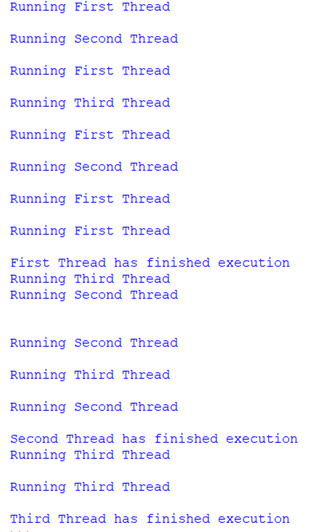 Running First Thread
Running Second Thread
Running First Thread
Running Third Thread
Running First Thread
Running Second Thread
Running First Thread
Running First Thread
First Thread has finished execution
Running Third Thread
Running Second Thread
Running Second Thread
Running Third Thread
Running Second Thread
Second Thread has finished execution
Running Third Thread
Running Third Thread
Third Thread has finished execution